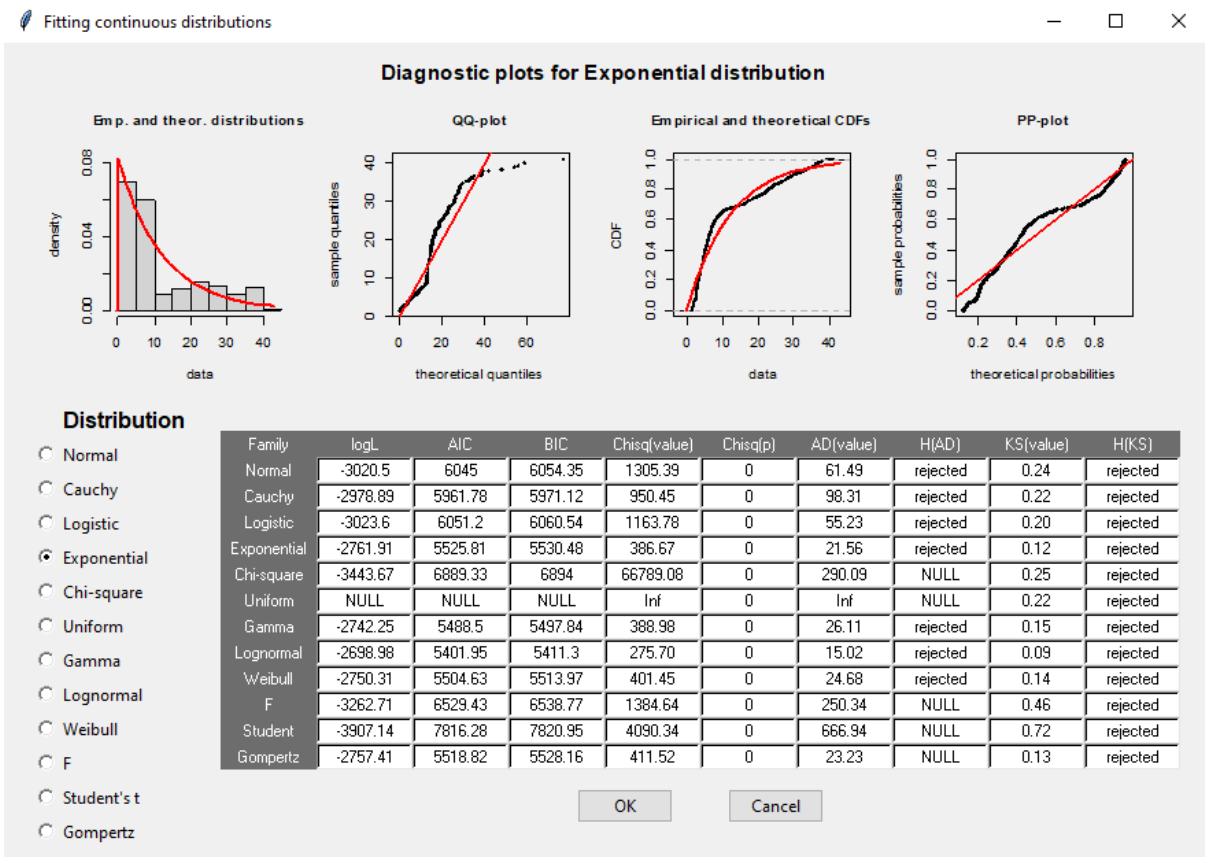 Fitting continuous distributions
Diagnostic plots for Exponential distribution
Emp. and theor. distributions
density
0.00 0.04 0.08
0 10 20 30 40
data
QQ-plot
sample quantiles
0 10 20 30 40
0 20 40 60
theoretical quantiles
Empirical and theoretical CDFs
CDF
0.0 0.2 0.4 0.6 0.8 1.0
0 10 20 30 40
data
PP-plot
sample probabilities
0.0 0.2 0.4 0.6 0.8 1.0
0.2 0.4 0.6 0.8
theoretical probabilities
Distribution
Normal
Cauchy
Logistic
Exponential
Chi-square
Uniform
Gamma
Lognormal
Weibull
F
Student's t
Gompertz
Family logL AIC BIC Chisq(value) Chisq(p) AD(value) H(AD) KS(value) H(KS)
Normal -3020.5 6045 6054.35 1305.39 0 61.49 rejected 0.24 rejected
Cauchy -2978.89 5961.78 5971.12 950.45 0 98.31 rejected 0.22 rejected
Logistic -3023.6 6051.2 6060.54 1163.78 0 55.23 rejected 0.20 rejected
Exponential -2761.91 5525.81 5530.48 386.67 0 21.56 rejected 0.12 rejected
Chi-square -3443.67 6889.33 6894 66789.08 0 290.09 NULL 0.25 rejected
Uniform NULL NULL NULL Inf 0 Inf NULL 0.22 rejected
Gamma -2742.25 5488.5 5497.84 388.98 0 26.11 rejected 0.15 rejected
Lognormal -2698.98 5401.95 5411.3 275.70 0 15.02 rejected 0.09 rejected
Weibull -2750.31 5504.63 5513.97 401.45 0 24.68 rejected 0.14 rejected
F -3262.71 6529.43 6538.77 1384.64 0 250.34 NULL 0.46 rejected
Student -3907.14 7816.28 7820.95 4090.34 0 666.94 NULL 0.72 rejected
Gompertz -2757.41 5518.82 5528.16 411.52 0 23.23 NULL 0.13 rejected
OK
Cancel